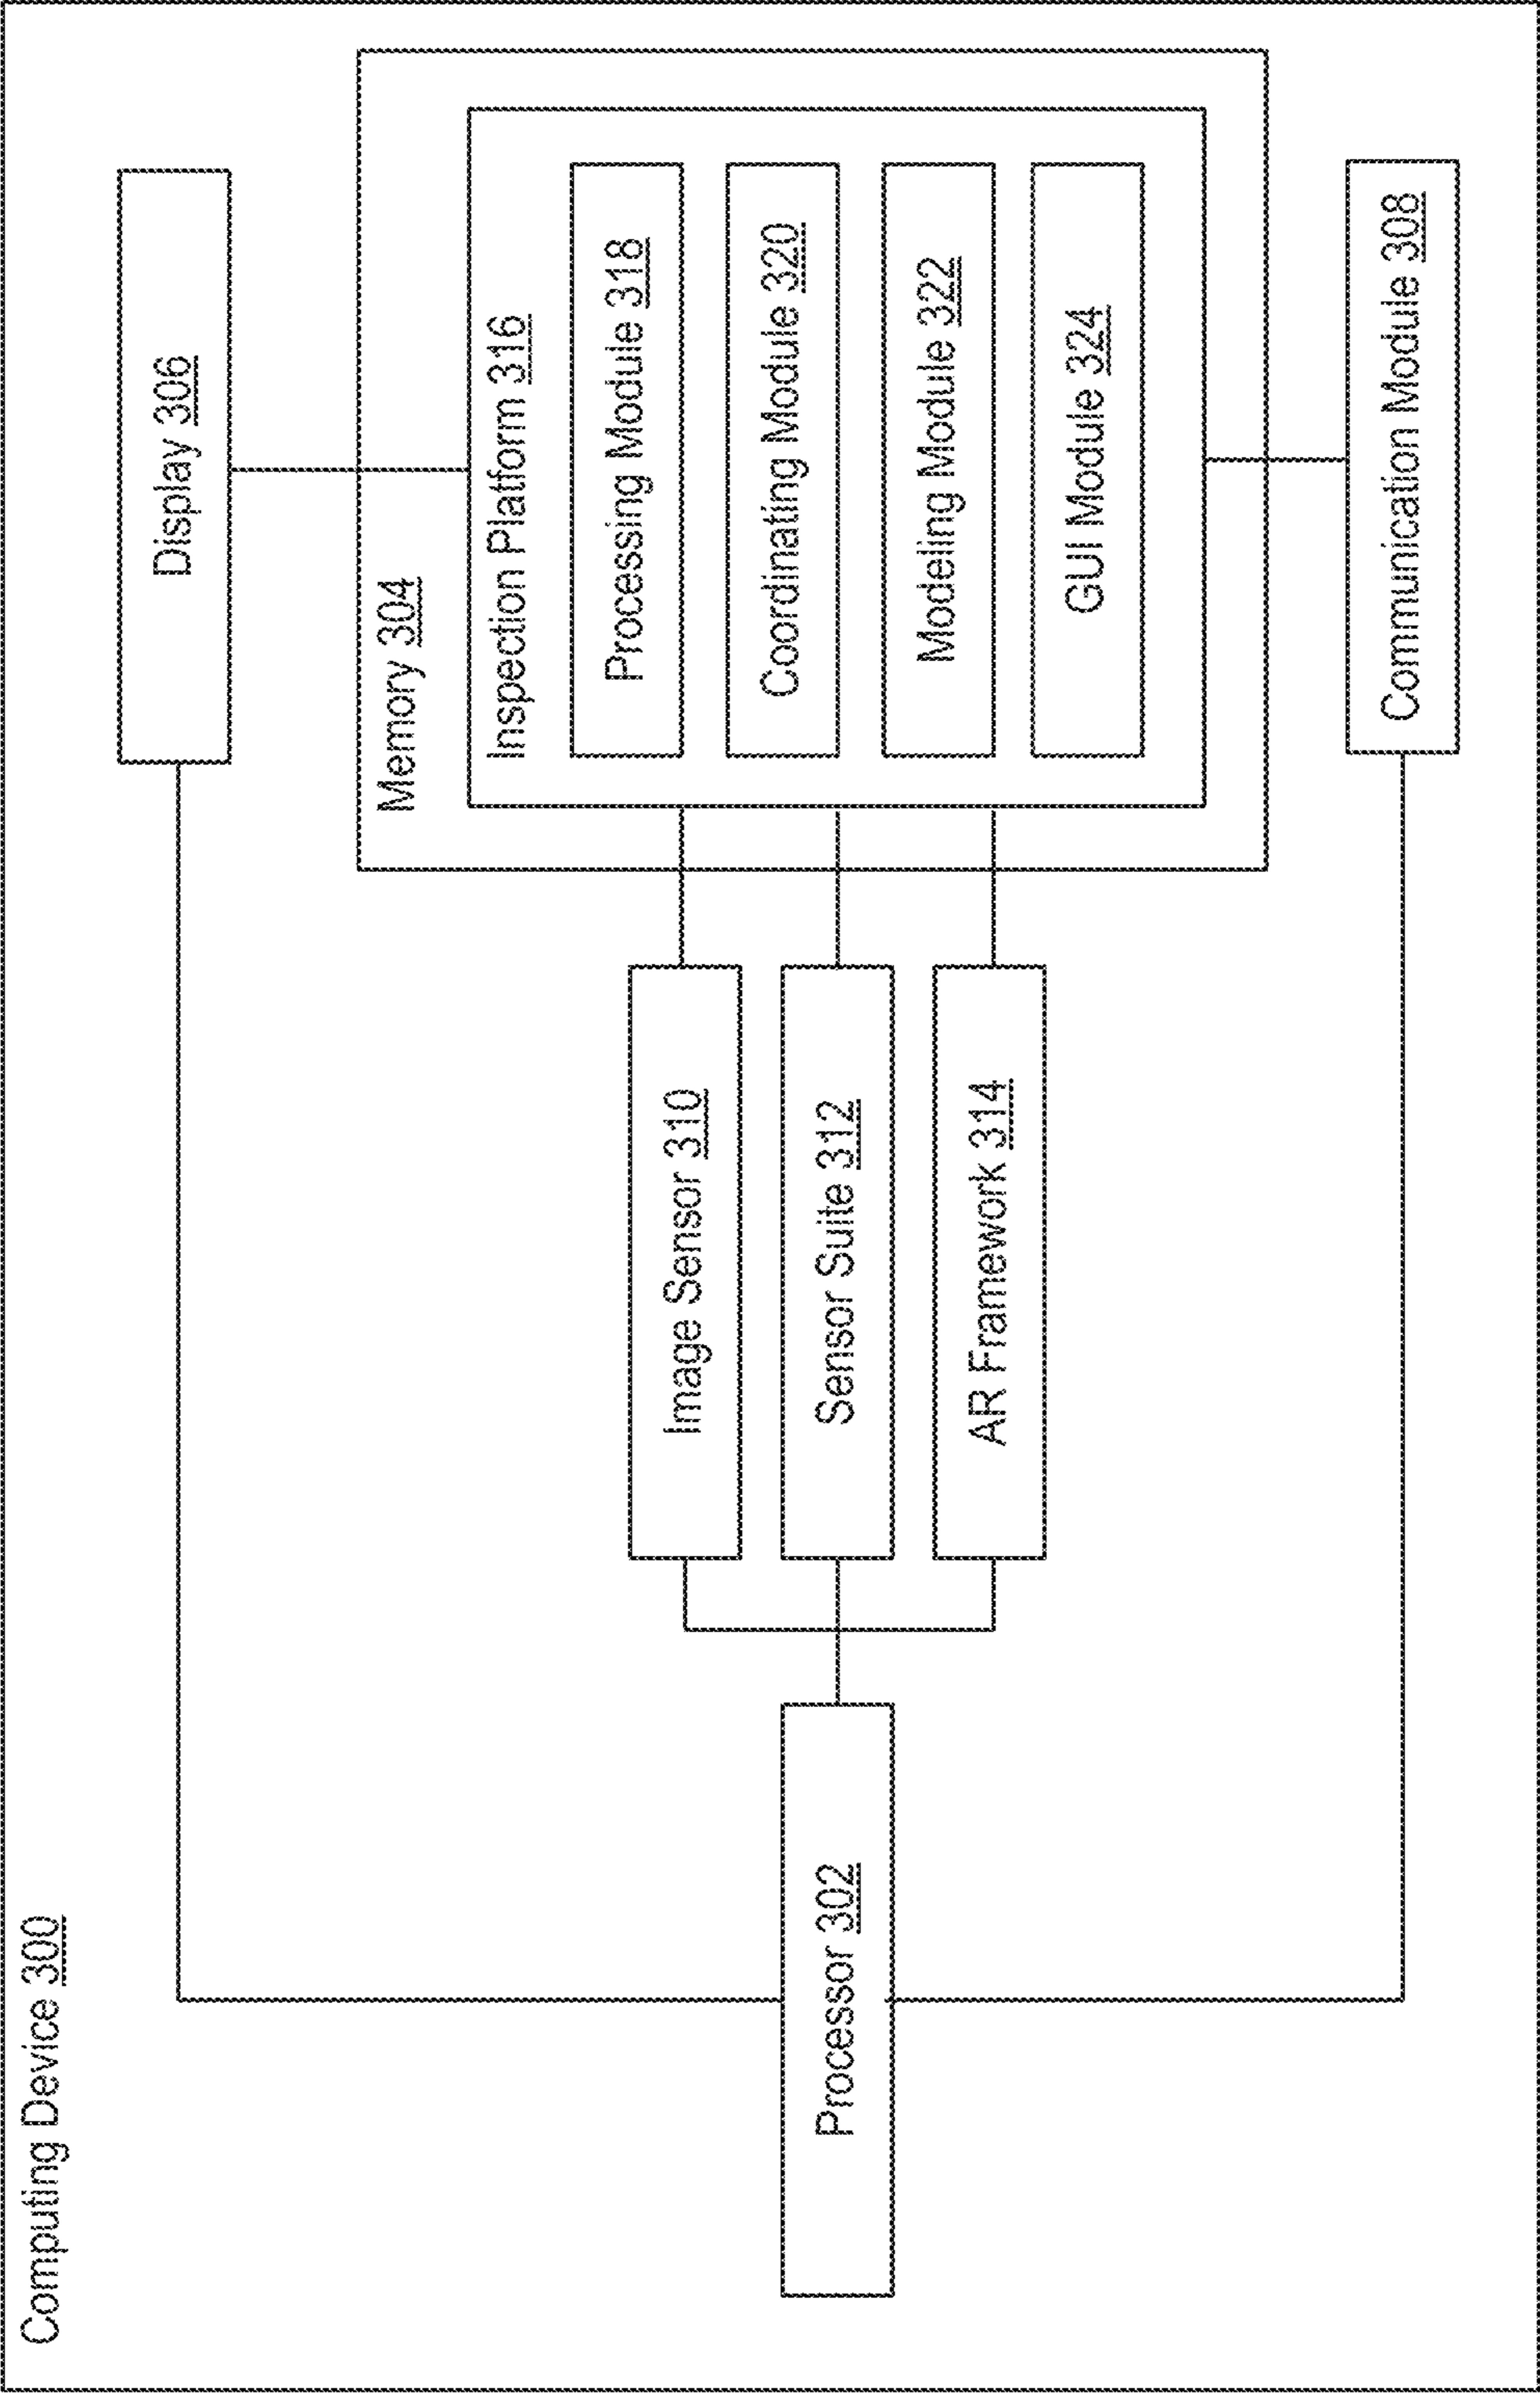 Computing Device 300
Display 306
Memory 304
Inspection Platform 316
Processing Module 318
Coordinating Module 320
Modeling Module 322
GUI Module 324
Image Sensor 310
Sensor Suite 312
AR Framework 314
Processor 302
Communication Module 308